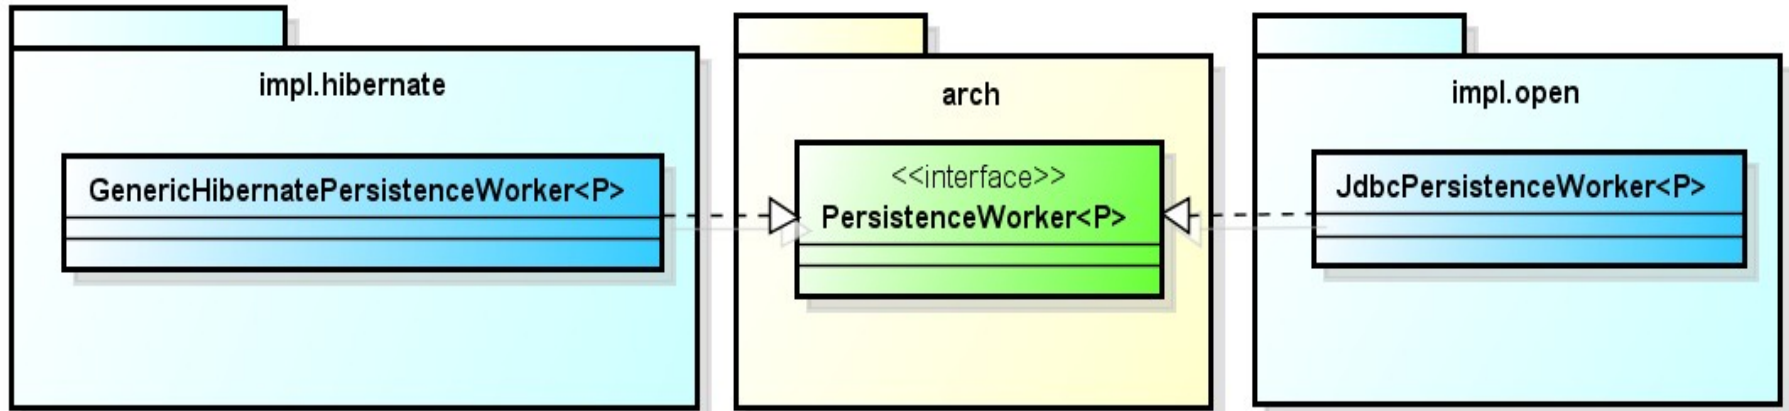 impl.hibernate
GenericHibernatePersistenceWorker<P>
arch
<<interface>>
PersistenceWorker<P>
impl.open
JdbcPersistenceWorker<P>